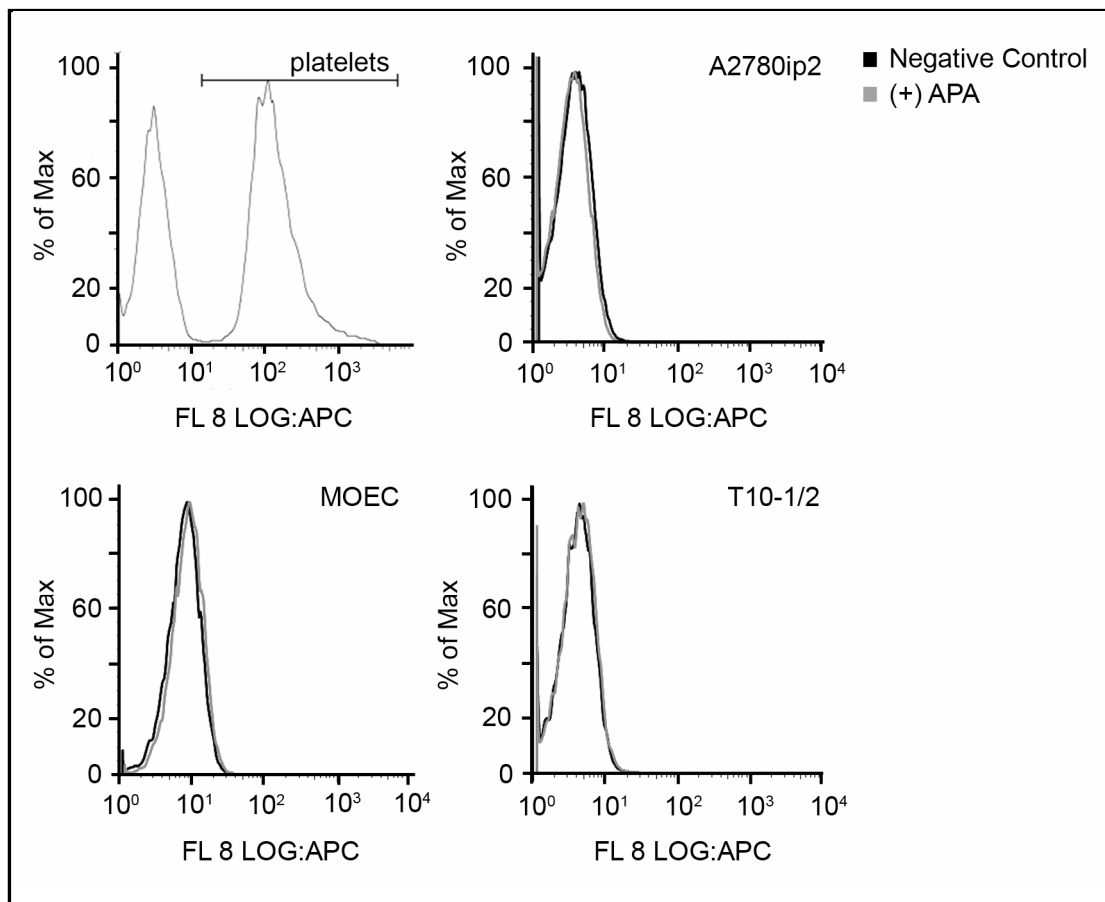 platelets
100
60
20
0
% of Max
10⁰ 10¹ 10² 10³
FL 8 LOG:APC
A2780ip2
100
60
20
0
% of Max
10⁰ 10¹ 10² 10³ 10⁴
FL 8 LOG:APC
Negative Control
(+) APA
MOEC
100
60
20
0
% of Max
10⁰ 10¹ 10² 10³ 10⁴
FL 8 LOG:APC
T10-1/2
100
60
20
0
% of Max
10⁰ 10¹ 10² 10³ 10⁴
FL 8 LOG:APC